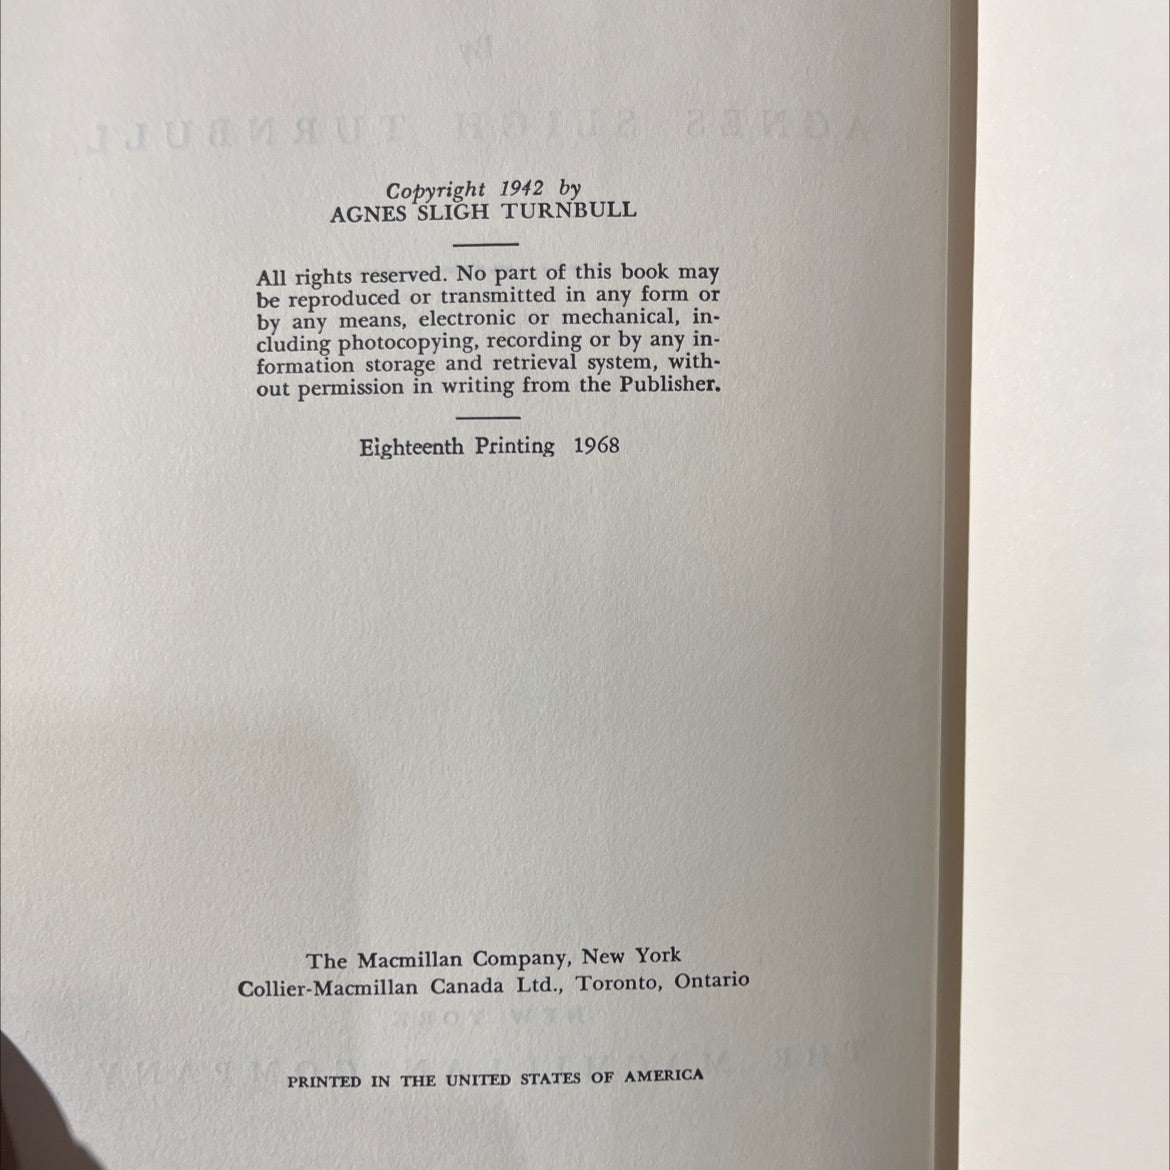 Copyright 1942 by
AGNES SLIGH TURNBULL
All rights reserved. No part of this book may
be reproduced or transmitted in any form or
by any means, electronic or mechanical, in-
cluding photocopying, recording or by any in-
formation storage and retrieval system, with-
out permission in writing from the Publisher.
Eighteenth Printing 1968
The Macmillan Company, New York
Collier-Macmillan Canada Ltd., Toronto, Ontario
PRINTED IN THE UNITED STATES OF AMERICA